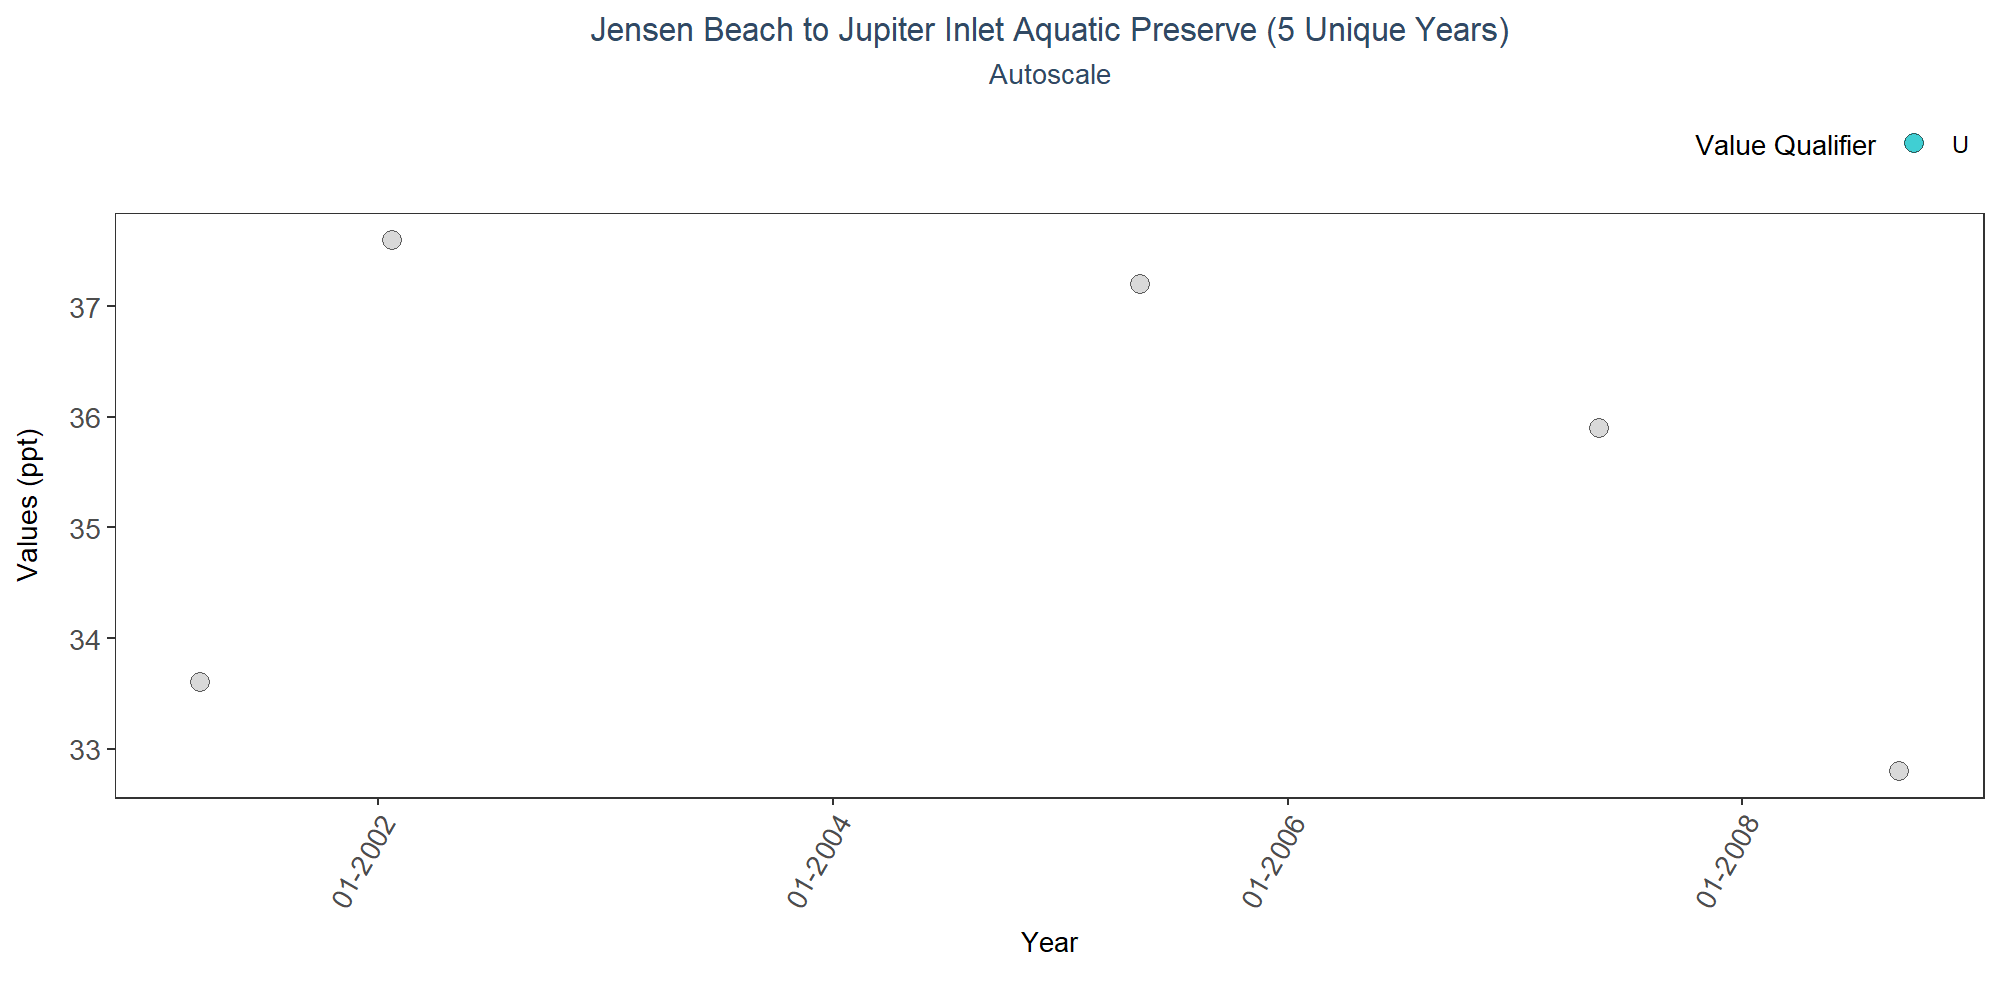 Jensen Beach to Jupiter Inlet Aquatic Preserve (5 Unique Years)
Autoscale
Value Qualifier U
Values (ppt)
37
36
35
34
33
01-2002 01-2004 01-2006 01-2008
Year